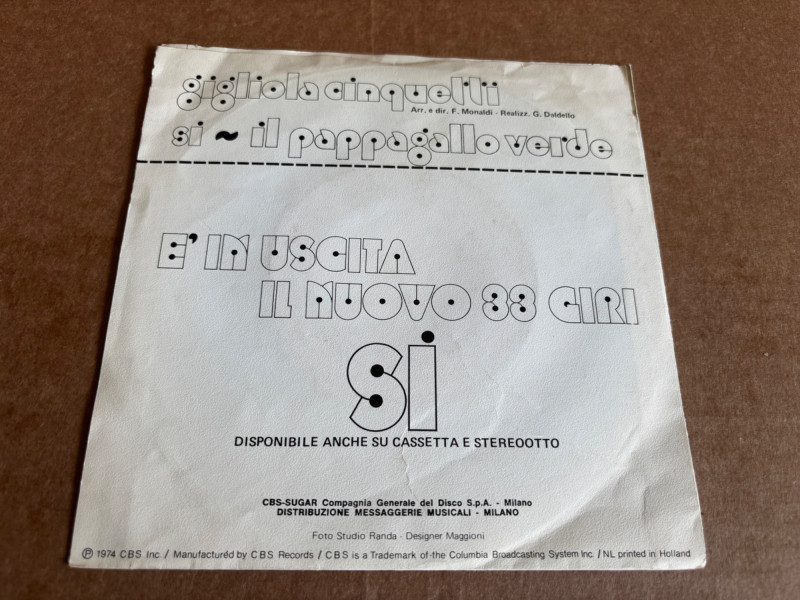 gigliola cinquetti
Arr. e dir. F. Monaldi - Realizz. G. Daldello
si ~ il pappagallo verde
E' IN USCITA
IL NUOVO 33 GIRI
si
DISPONIBILE ANCHE SU CASSETTA E STEREOOTTO
CBS-SUGAR Compagnia Generale del Disco S.p.A. - Milano
DISTRIBUZIONE MESSAGGERIE MUSICALI - MILANO
Foto Studio Randa - Designer Maggioni
℗ 1974 CBS Inc. / Manufactured by CBS Records / CBS is a Trademark of the Columbia Broadcasting System Inc. / NL printed in Holland